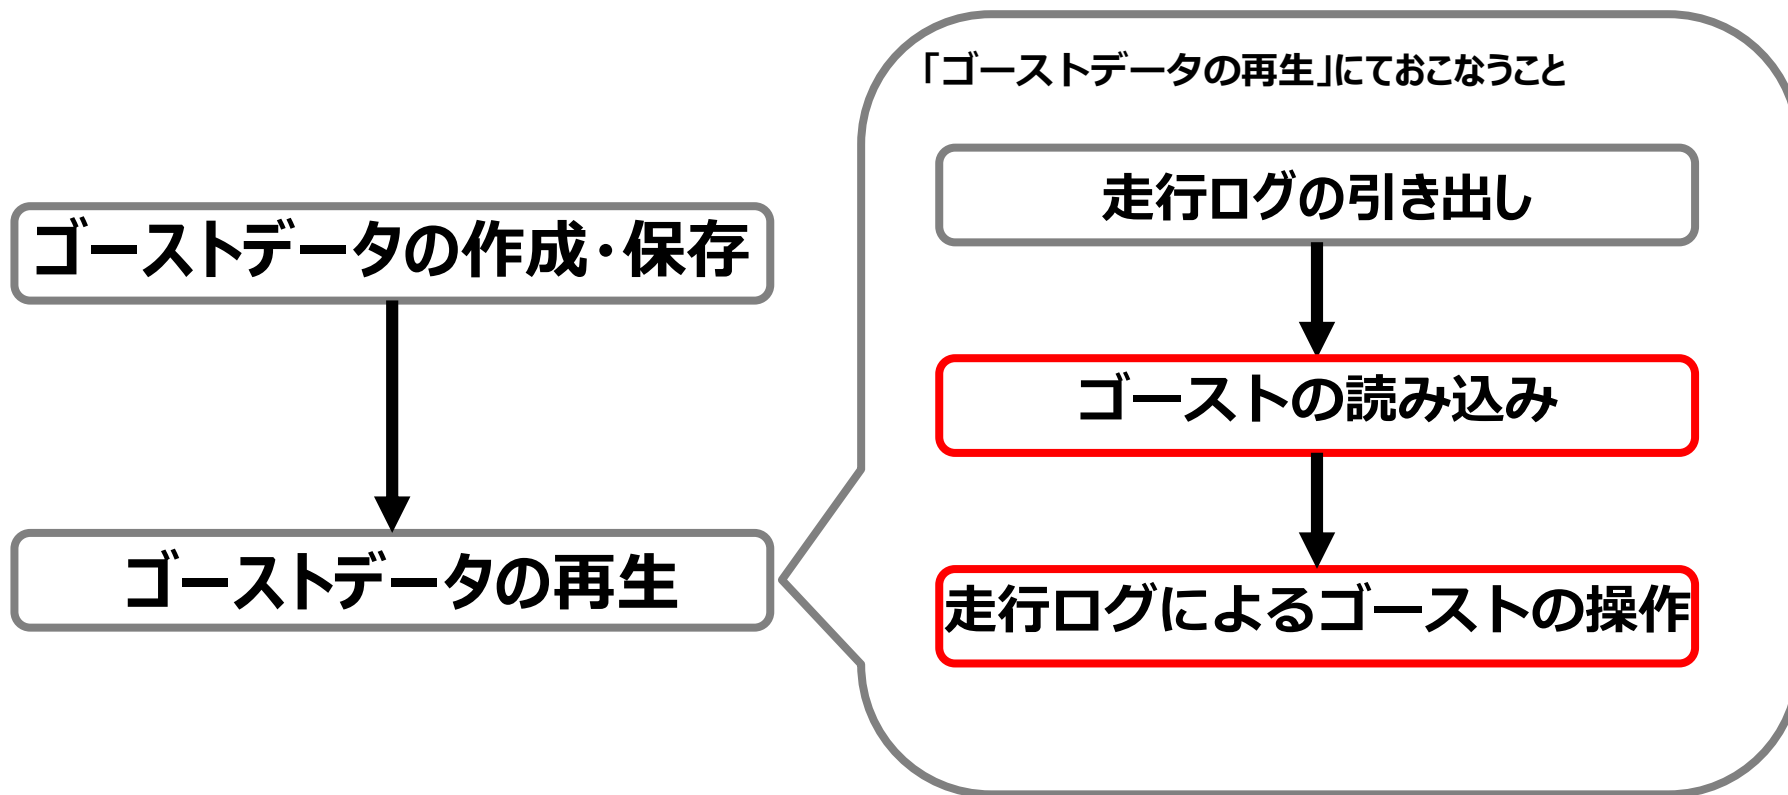 ゴーストデータの作成・保存
ゴーストデータの再生
「ゴーストデータの再生」にておこなうこと
走行ログの引き出し
ゴーストの読み込み
走行ログによるゴーストの操作